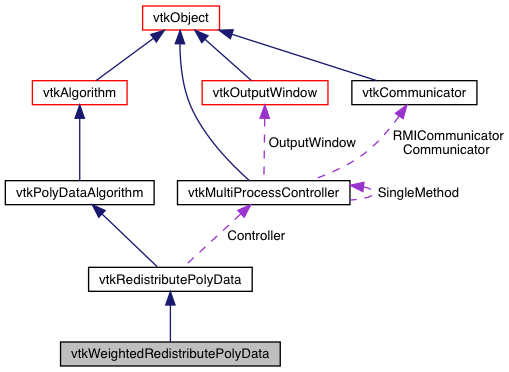 vtkObject
vtkAlgorithm
vtkOutputWindow
vtkCommunicator
OutputWindow
RMICommunicator
Communicator
vtkPolyDataAlgorithm
vtkMultiProcessController
SingleMethod
Controller
vtkRedistributePolyData
vtkWeightedRedistributePolyData